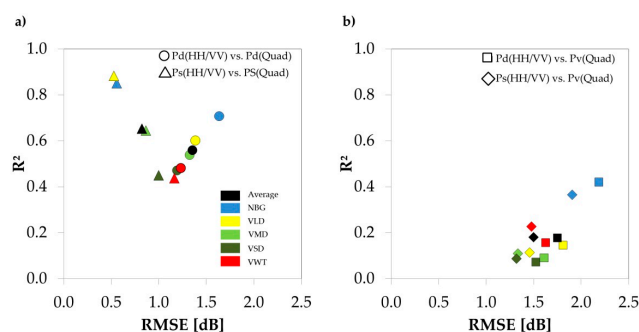 a)
b)
1.0
0.8
0.6
0.4
0.2
0.0
R²
Pd(HH/VV) vs. Pd(Quad)
Ps(HH/VV) vs. PS(Quad)
Average
NBG
VLD
VMD
VSD
VWT
0.0 0.5 1.0 1.5 2.0 2.5
RMSE [dB]
1.0
0.8
0.6
0.4
0.2
0.0
R²
Pd(HH/VV) vs. Pv(Quad)
Ps(HH/VV) vs. Pv(Quad)
0.0 0.5 1.0 1.5 2.0 2.5
RMSE [dB]